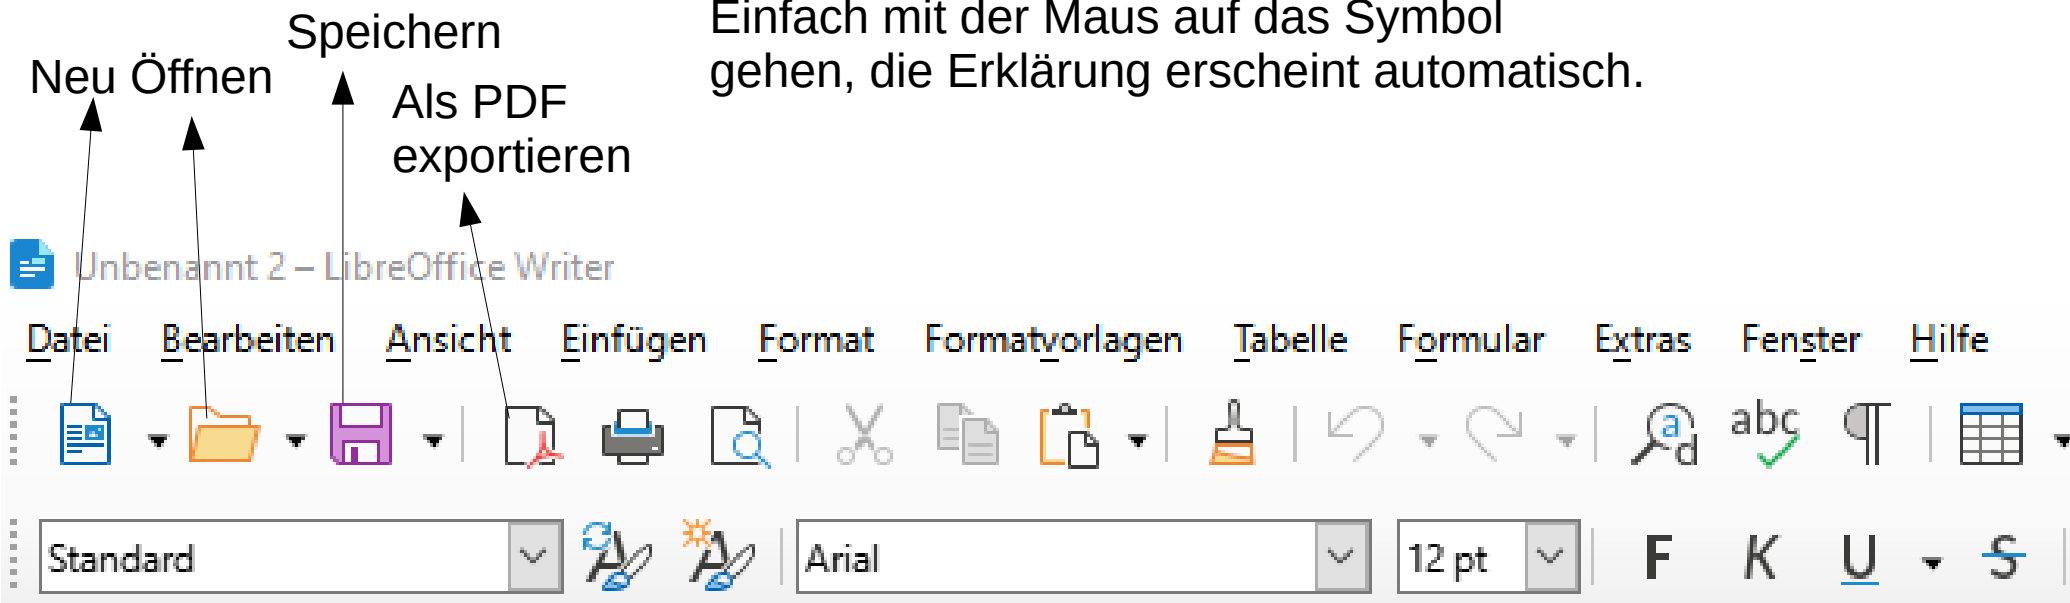 Einfach mit der Maus auf das Symbol
gehen, die Erklärung erscheint automatisch.
Speichern
Neu Öffnen
Als PDF
exportieren
Unbenannt 2 – LibreOffice Writer
Datei Bearbeiten Ansicht Einfügen Format Formatvorlagen Tabelle Formular Extras Fenster Hilfe
a d abc ¶
Standard Arial 12 pt F K U S